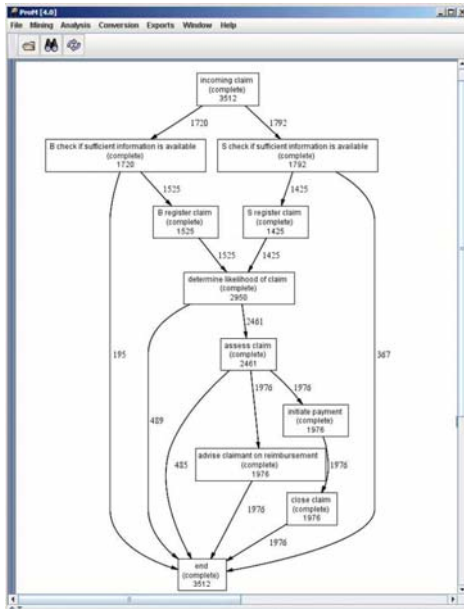 ProM [4.0]
File Mining Analysis Conversion Exports Window Help
incoming claim
(complete)
3512
1720
1792
B check if sufficient information is available
(complete)
1720
S check if sufficient information is available
(complete)
1792
1525
1425
B register claim
(complete)
1525
S register claim
(complete)
1425
1525
1425
determine likelihood of claim
(complete)
2950
2461
195
367
assess claim
(complete)
2461
489
1976
1976
initiate payment
(complete)
1976
485
advise claimant on reimbursement
(complete)
1976
1976
close claim
(complete)
1976
1976
1976
end
(complete)
3512